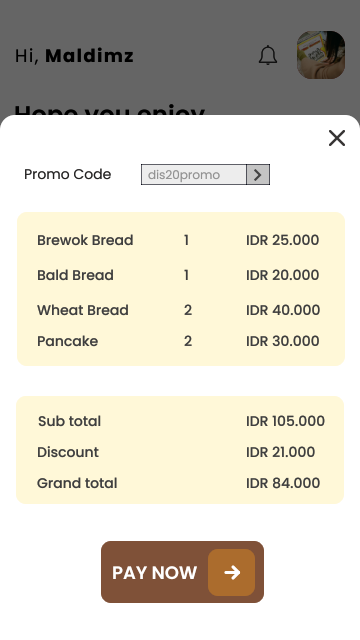 Hi, Maldimz
Hope you enjoy
Promo Code dis20promo
Brewok Bread 1 IDR 25.000
Bald Bread 1 IDR 20.000
Wheat Bread 2 IDR 40.000
Pancake 2 IDR 30.000
Sub total IDR 105.000
Discount IDR 21.000
Grand total IDR 84.000
PAY NOW